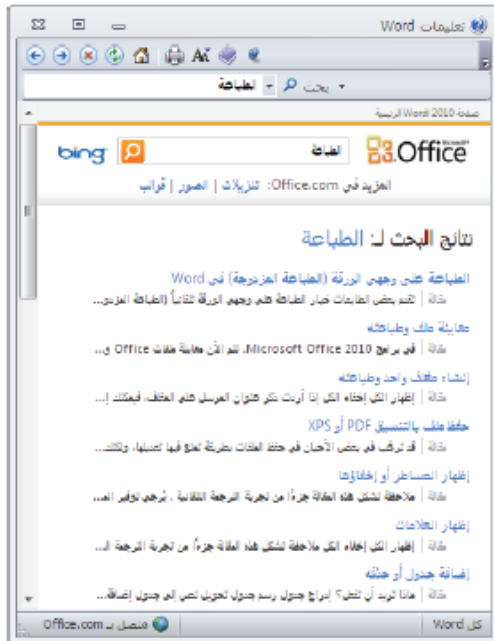 تعليمات Word
بحث
الطباعة
صفحة Word 2010 الرئيسية
bing
الطباعة
Microsoft
Office
المزيد في Office.com: تنزيلات | الصور | قوالب
نتائج البحث لـ: الطباعة
الطباعة على وجهي الورقة (الطباعة المزدوجة) في Word
مقالة | تقدم بعض الطابعات خيار الطباعة على وجهي الورقة تلقائياً (الطباعة المزدو...
معاينة ملف وطباعته
مقالة | في برامج Microsoft Office 2010، تتم الآن معاينة ملفات Office و...
إنشاء مغلف واحد وطباعته
مقالة | إظهار الكل إخفاء الكل إذا أردت ذكر عنوان المرسل على المغلف، فيمكنك إ...
حفظ ملف بالتنسيق PDF أو XPS
مقالة | قد ترغب في بعض الأحيان في حفظ الملفات بطريقة تمنع فيها تعديلها، ولكنك...
إظهار المساطر أو إخفاؤها
مقالة | ملاحظة تشكل هذه المقالة جزءاً من تجربة الترجمة التلقائية . يُرجى توفير الم...
إظهار العلامات
مقالة | إظهار الكل إخفاء الكل ملاحظة تشكل هذه المقالة جزءاً من تجربة الترجمة ال...
إضافة جدول أو حذفه
مقالة | ماذا تريد أن تفعل؟ إدراج جدول رسم جدول تحويل نص إلى جدول إضافة...
كل Word
متصل بـ Office.com